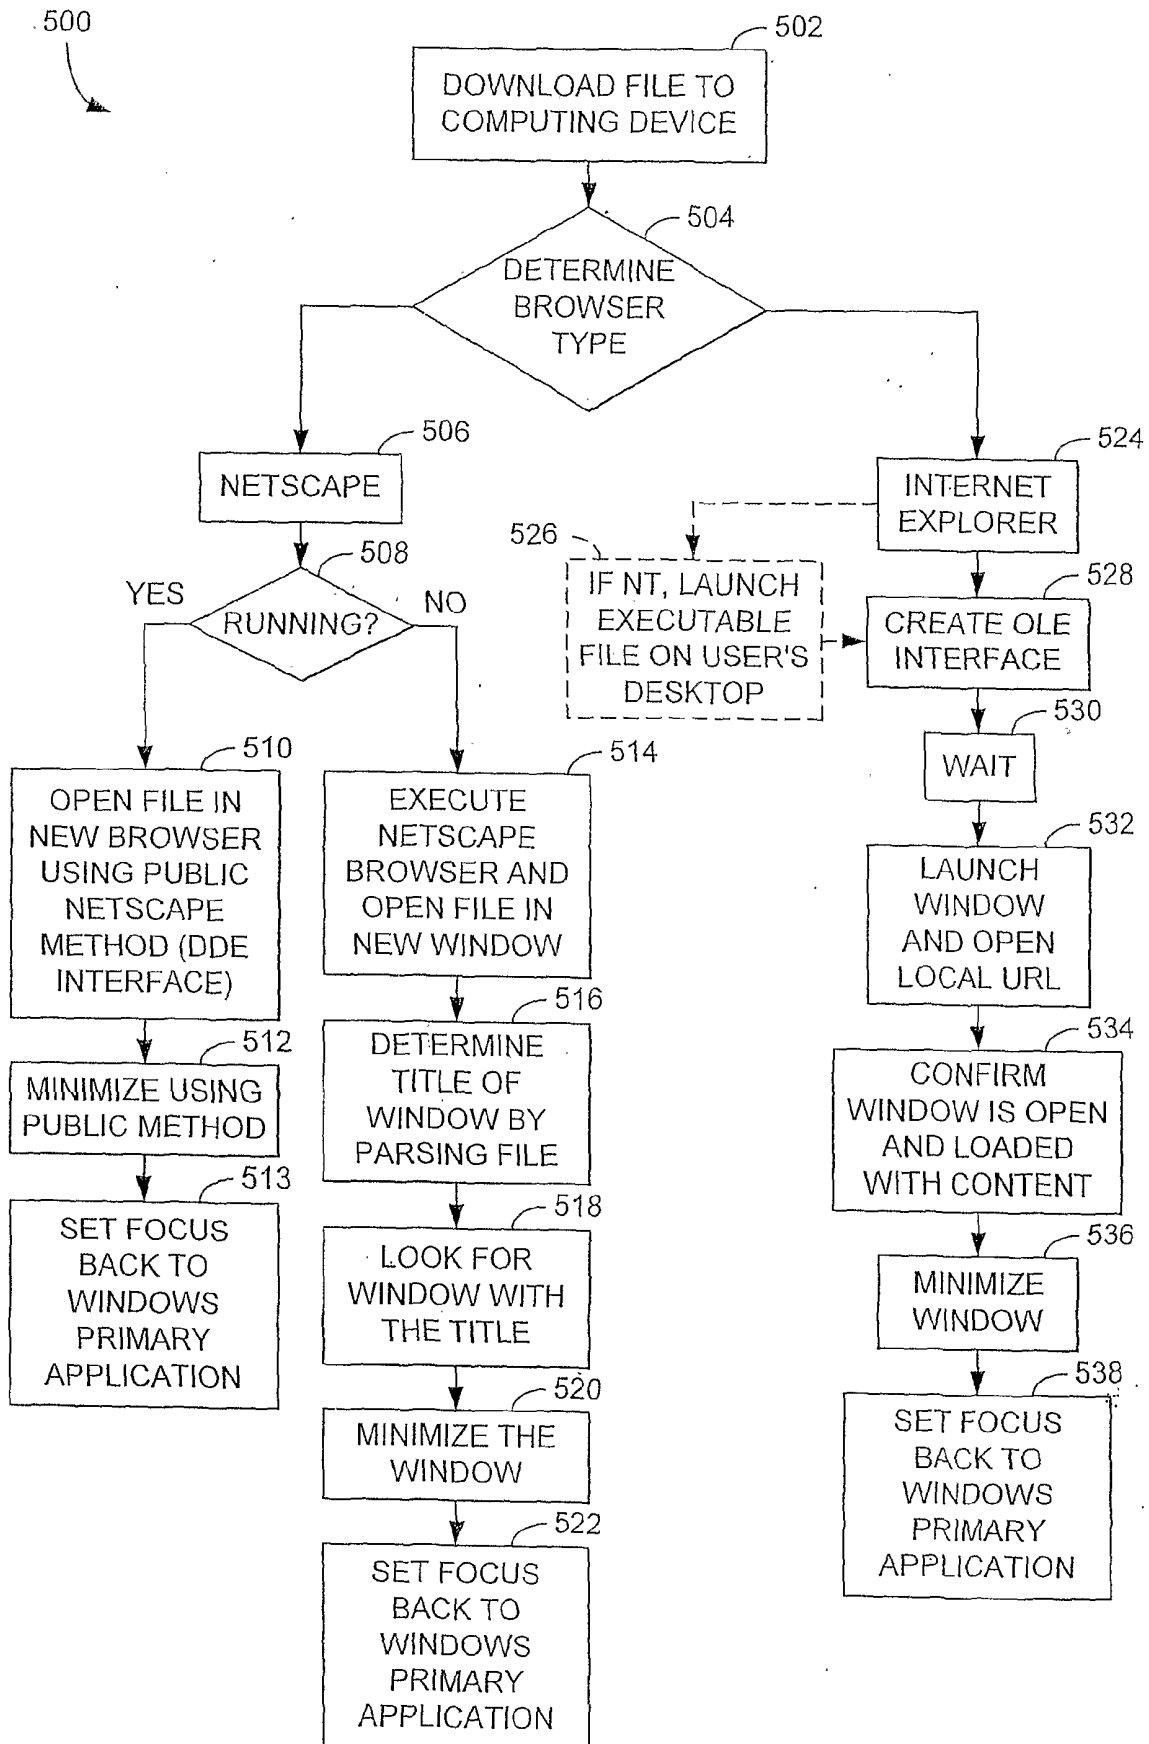 500
502
DOWNLOAD FILE TO
COMPUTING DEVICE
504
DETERMINE
BROWSER
TYPE
506
NETSCAPE
508
YES
RUNNING?
NO
510
OPEN FILE IN
NEW BROWSER
USING PUBLIC
NETSCAPE
METHOD (DDE
INTERFACE)
512
MINIMIZE USING
PUBLIC METHOD
513
SET FOCUS
BACK TO
WINDOWS
PRIMARY
APPLICATION
514
EXECUTE
NETSCAPE
BROWSER AND
OPEN FILE IN
NEW WINDOW
516
DETERMINE
TITLE OF
WINDOW BY
PARSING FILE
518
LOOK FOR
WINDOW WITH
THE TITLE
520
MINIMIZE THE
WINDOW
522
SET FOCUS
BACK TO
WINDOWS
PRIMARY
APPLICATION
524
INTERNET
EXPLORER
526
IF NT, LAUNCH
EXECUTABLE
FILE ON USER'S
DESKTOP
528
CREATE OLE
INTERFACE
530
WAIT
532
LAUNCH
WINDOW
AND OPEN
LOCAL URL
534
CONFIRM
WINDOW IS OPEN
AND LOADED
WITH CONTENT
536
MINIMIZE
WINDOW
538
SET FOCUS
BACK TO
WINDOWS
PRIMARY
APPLICATION